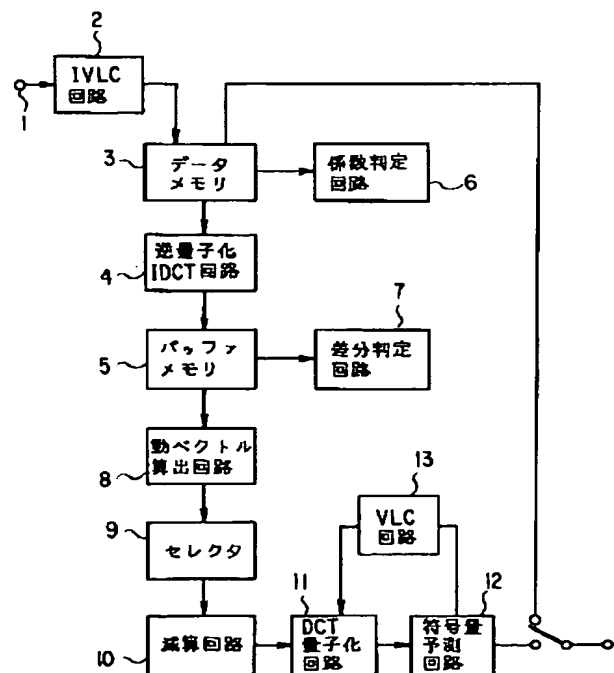 2
IVLC
回路
1
3
データ
メモリ
係数判定
回路
6
逆量子化
IDCT回路
4
7
バッファ
メモリ
差分判定
回路
5
動ベクトル
算出回路
8
13
VLC
回路
9
セレクタ
11
12
減算回路
DCT
量子化
回路
符号量
予測
回路
10